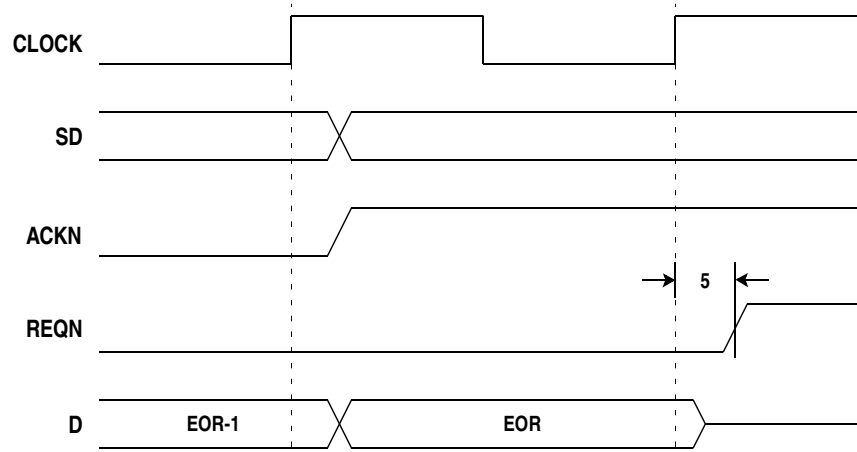 CLOCK
SD
ACKN
5
REQN
D EOR-1 EOR